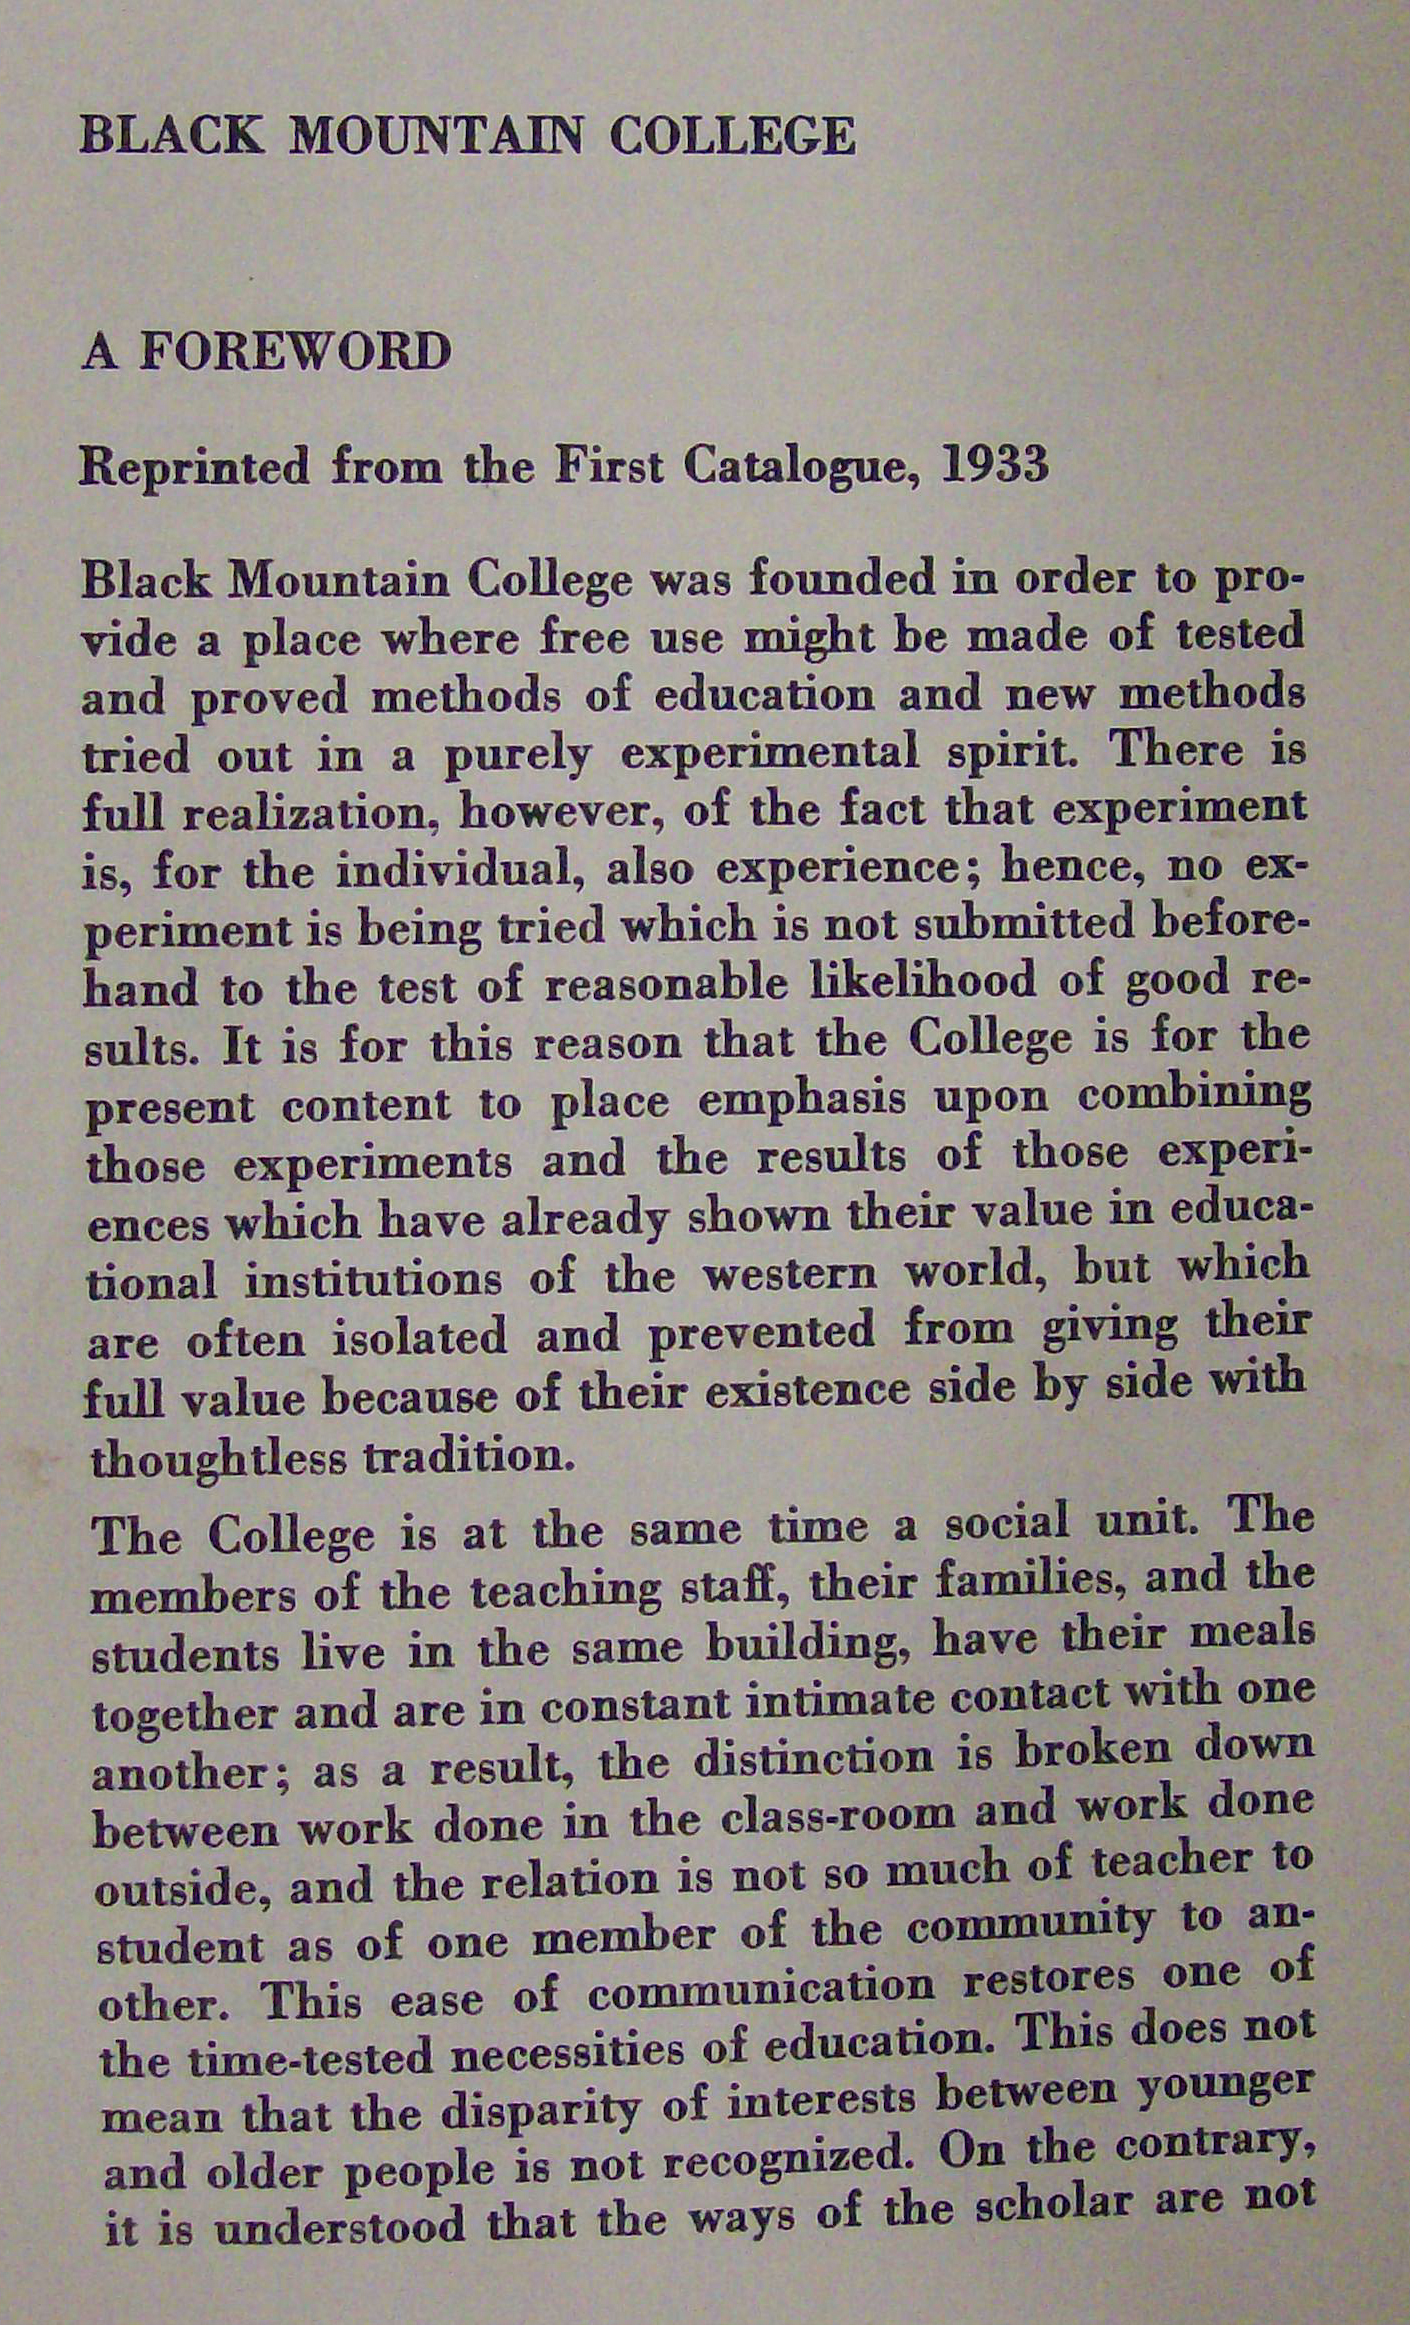 BLACK MOUNTAIN COLLEGE
A FOREWORD
Reprinted from the First Catalogue, 1933
Black Mountain College was founded in order to pro-
vide a place where free use might be made of tested
and proved methods of education and new methods
tried out in a purely experimental spirit. There is
full realization, however, of the fact that experiment
is, for the individual, also experience; hence, no ex-
periment is being tried which is not submitted before-
hand to the test of reasonable likelihood of good re-
sults. It is for this reason that the College is for the
present content to place emphasis upon combining
those experiments and the results of those experi-
ences which have already shown their value in educa-
tional institutions of the western world, but which
are often isolated and prevented from giving their
full value because of their existence side by side with
thoughtless tradition.
The College is at the same time a social unit. The
members of the teaching staff, their families, and the
students live in the same building, have their meals
together and are in constant intimate contact with one
another; as a result, the distinction is broken down
between work done in the class-room and work done
outside, and the relation is not so much of teacher to
student as of one member of the community to an-
other. This ease of communication restores one of
the time-tested necessities of education. This does not
mean that the disparity of interests between younger
and older people is not recognized. On the contrary,
it is understood that the ways of the scholar are not